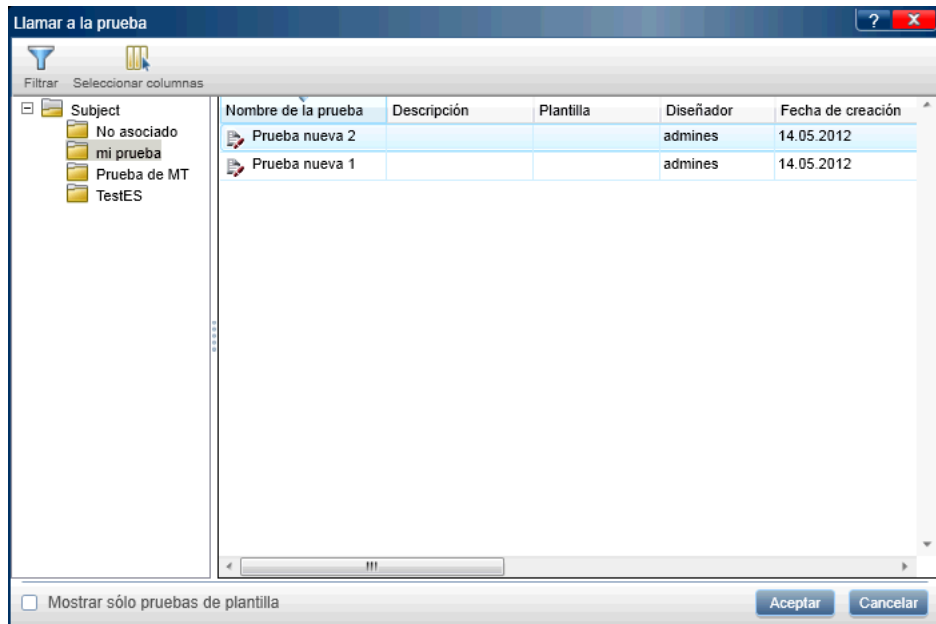 Llamar a la prueba
?
X
Filtrar Seleccionar columnas
Subject
No asociado
mi prueba
Prueba de MT
TestES
Nombre de la prueba Descripción Plantilla Diseñador Fecha de creación
Prueba nueva 2 admines 14.05.2012
Prueba nueva 1 admines 14.05.2012
Mostrar sólo pruebas de plantilla
Aceptar Cancelar